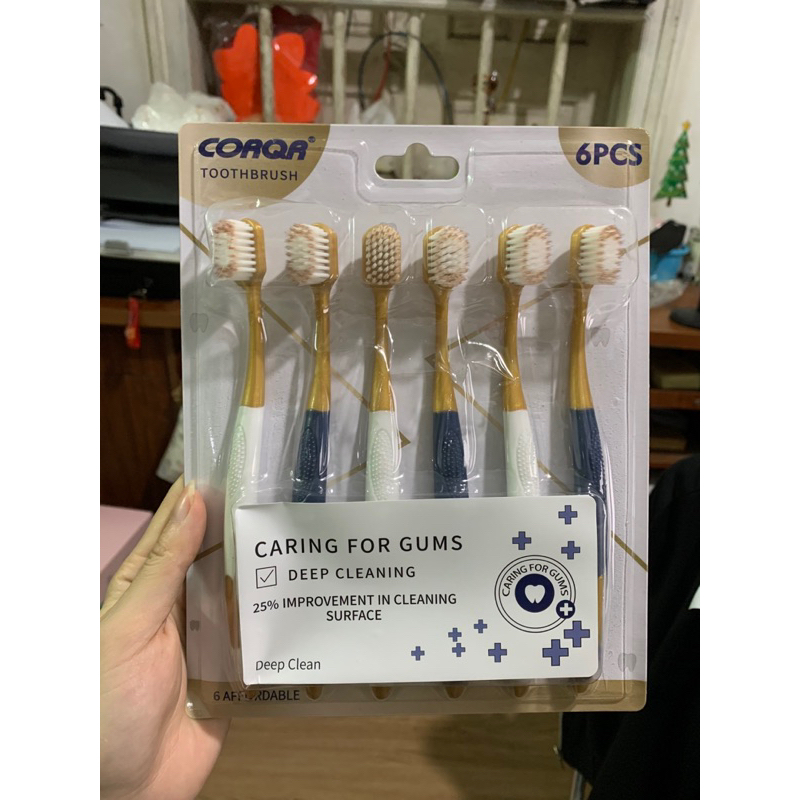 CORQR®
TOOTHBRUSH
6PCS
CARING FOR GUMS
DEEP CLEANING
25% IMPROVEMENT IN CLEANING
SURFACE
CARING FOR GUMS
Deep Clean
6 AFFORDABLE